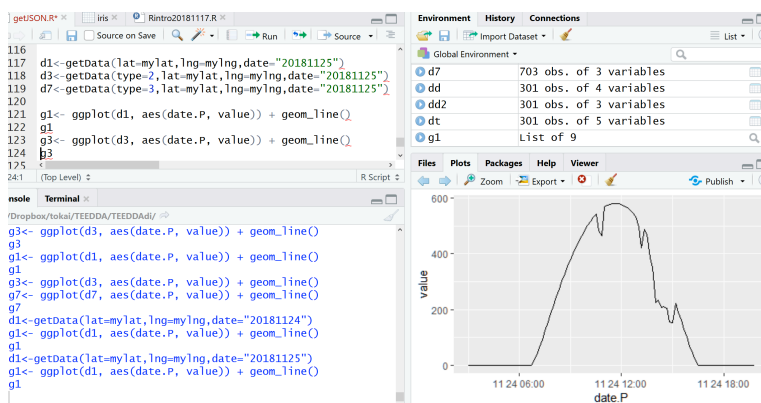 getJSON.R* × iris × Rintro20181117.R ×
Source on Save Run Source
116
117 d1<-getData(lat=mylat,lng=mylng,date="20181125")
118 d3<-getData(type=2,lat=mylat,lng=mylng,date="20181125")
119 d7<-getData(type=3,lat=mylat,lng=mylng,date="20181125")
120
121 g1<- ggplot(d1, aes(date.P, value)) + geom_line()
122 g1
123 g3<- ggplot(d3, aes(date.P, value)) + geom_line()
124 g3
125
24:1 (Top Level) R Script
onsole Terminal ×
/Dropbox/tokai/TEEDDA/TEEDDAdi/
g3<- ggplot(d3, aes(date.P, value)) + geom_line()
g3
g1<- ggplot(d1, aes(date.P, value)) + geom_line()
g1
g3<- ggplot(d3, aes(date.P, value)) + geom_line()
g7<- ggplot(d7, aes(date.P, value)) + geom_line()
g7
d1<-getData(lat=mylat,lng=mylng,date="20181124")
g1<- ggplot(d1, aes(date.P, value)) + geom_line()
g1
d1<-getData(lat=mylat,lng=mylng,date="20181125")
g1<- ggplot(d1, aes(date.P, value)) + geom_line()
g1
Environment History Connections
Import Dataset List
Global Environment
d7 703 obs. of 3 variables
dd 301 obs. of 4 variables
dd2 301 obs. of 3 variables
dt 301 obs. of 5 variables
g1 List of 9
Files Plots Packages Help Viewer
Zoom Export Publish
600
400
200
0
value
11 24 06:00 11 24 12:00 11 24 18:00
date.P